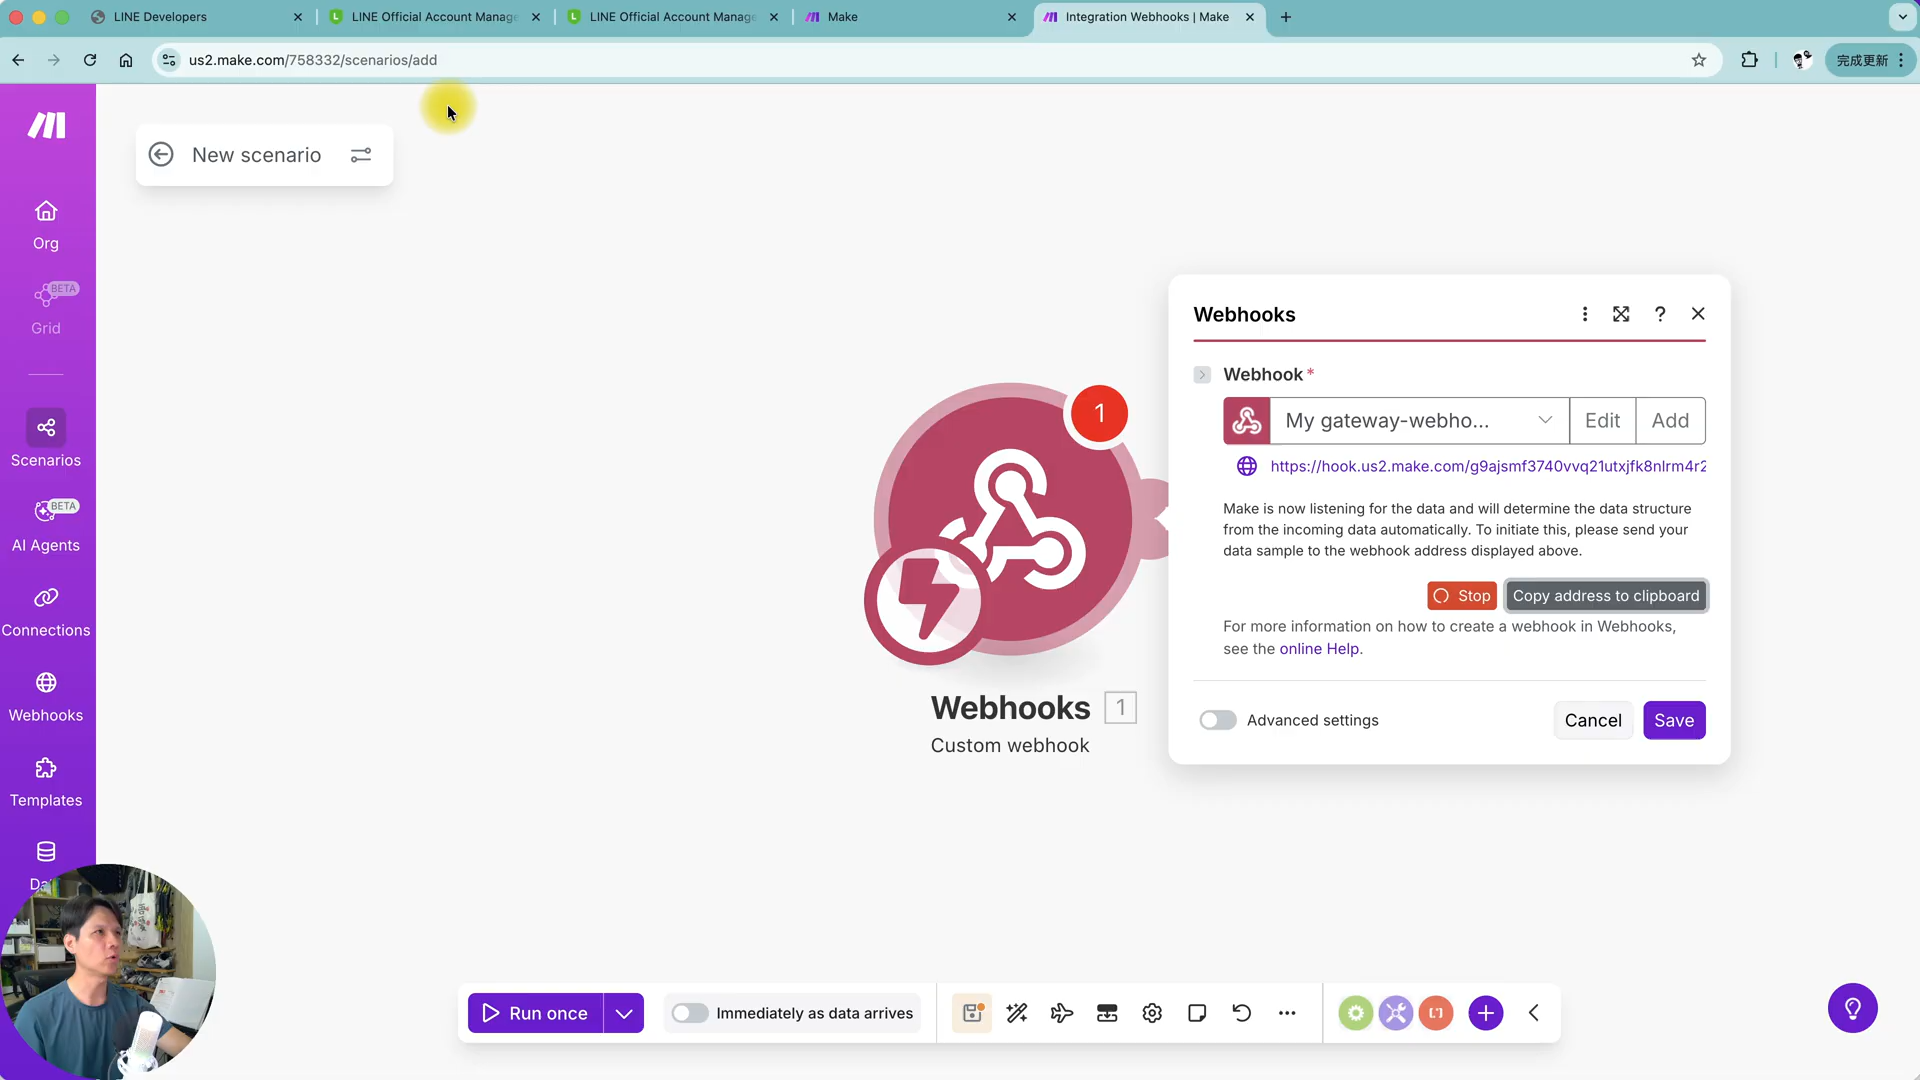 LINE Developers
LINE Official Account Manage
LINE Official Account Manage
Make
Integration Webhooks | Make
us2.make.com/758332/scenarios/add
完成更新
New scenario
Org
BETA
Grid
Scenarios
BETA
AI Agents
Connections
Webhooks
Templates
1
Webhooks 1
Custom webhook
Webhooks
Webhook *
My gateway-webho...
Edit
Add
https://hook.us2.make.com/g9ajsmf3740vvq21utxjfk8nlrm4r2
Make is now listening for the data and will determine the data structure
from the incoming data automatically. To initiate this, please send your
data sample to the webhook address displayed above.
Stop
Copy address to clipboard
For more information on how to create a webhook in Webhooks,
see the online Help.
Advanced settings
Cancel
Save
Run once
Immediately as data arrives